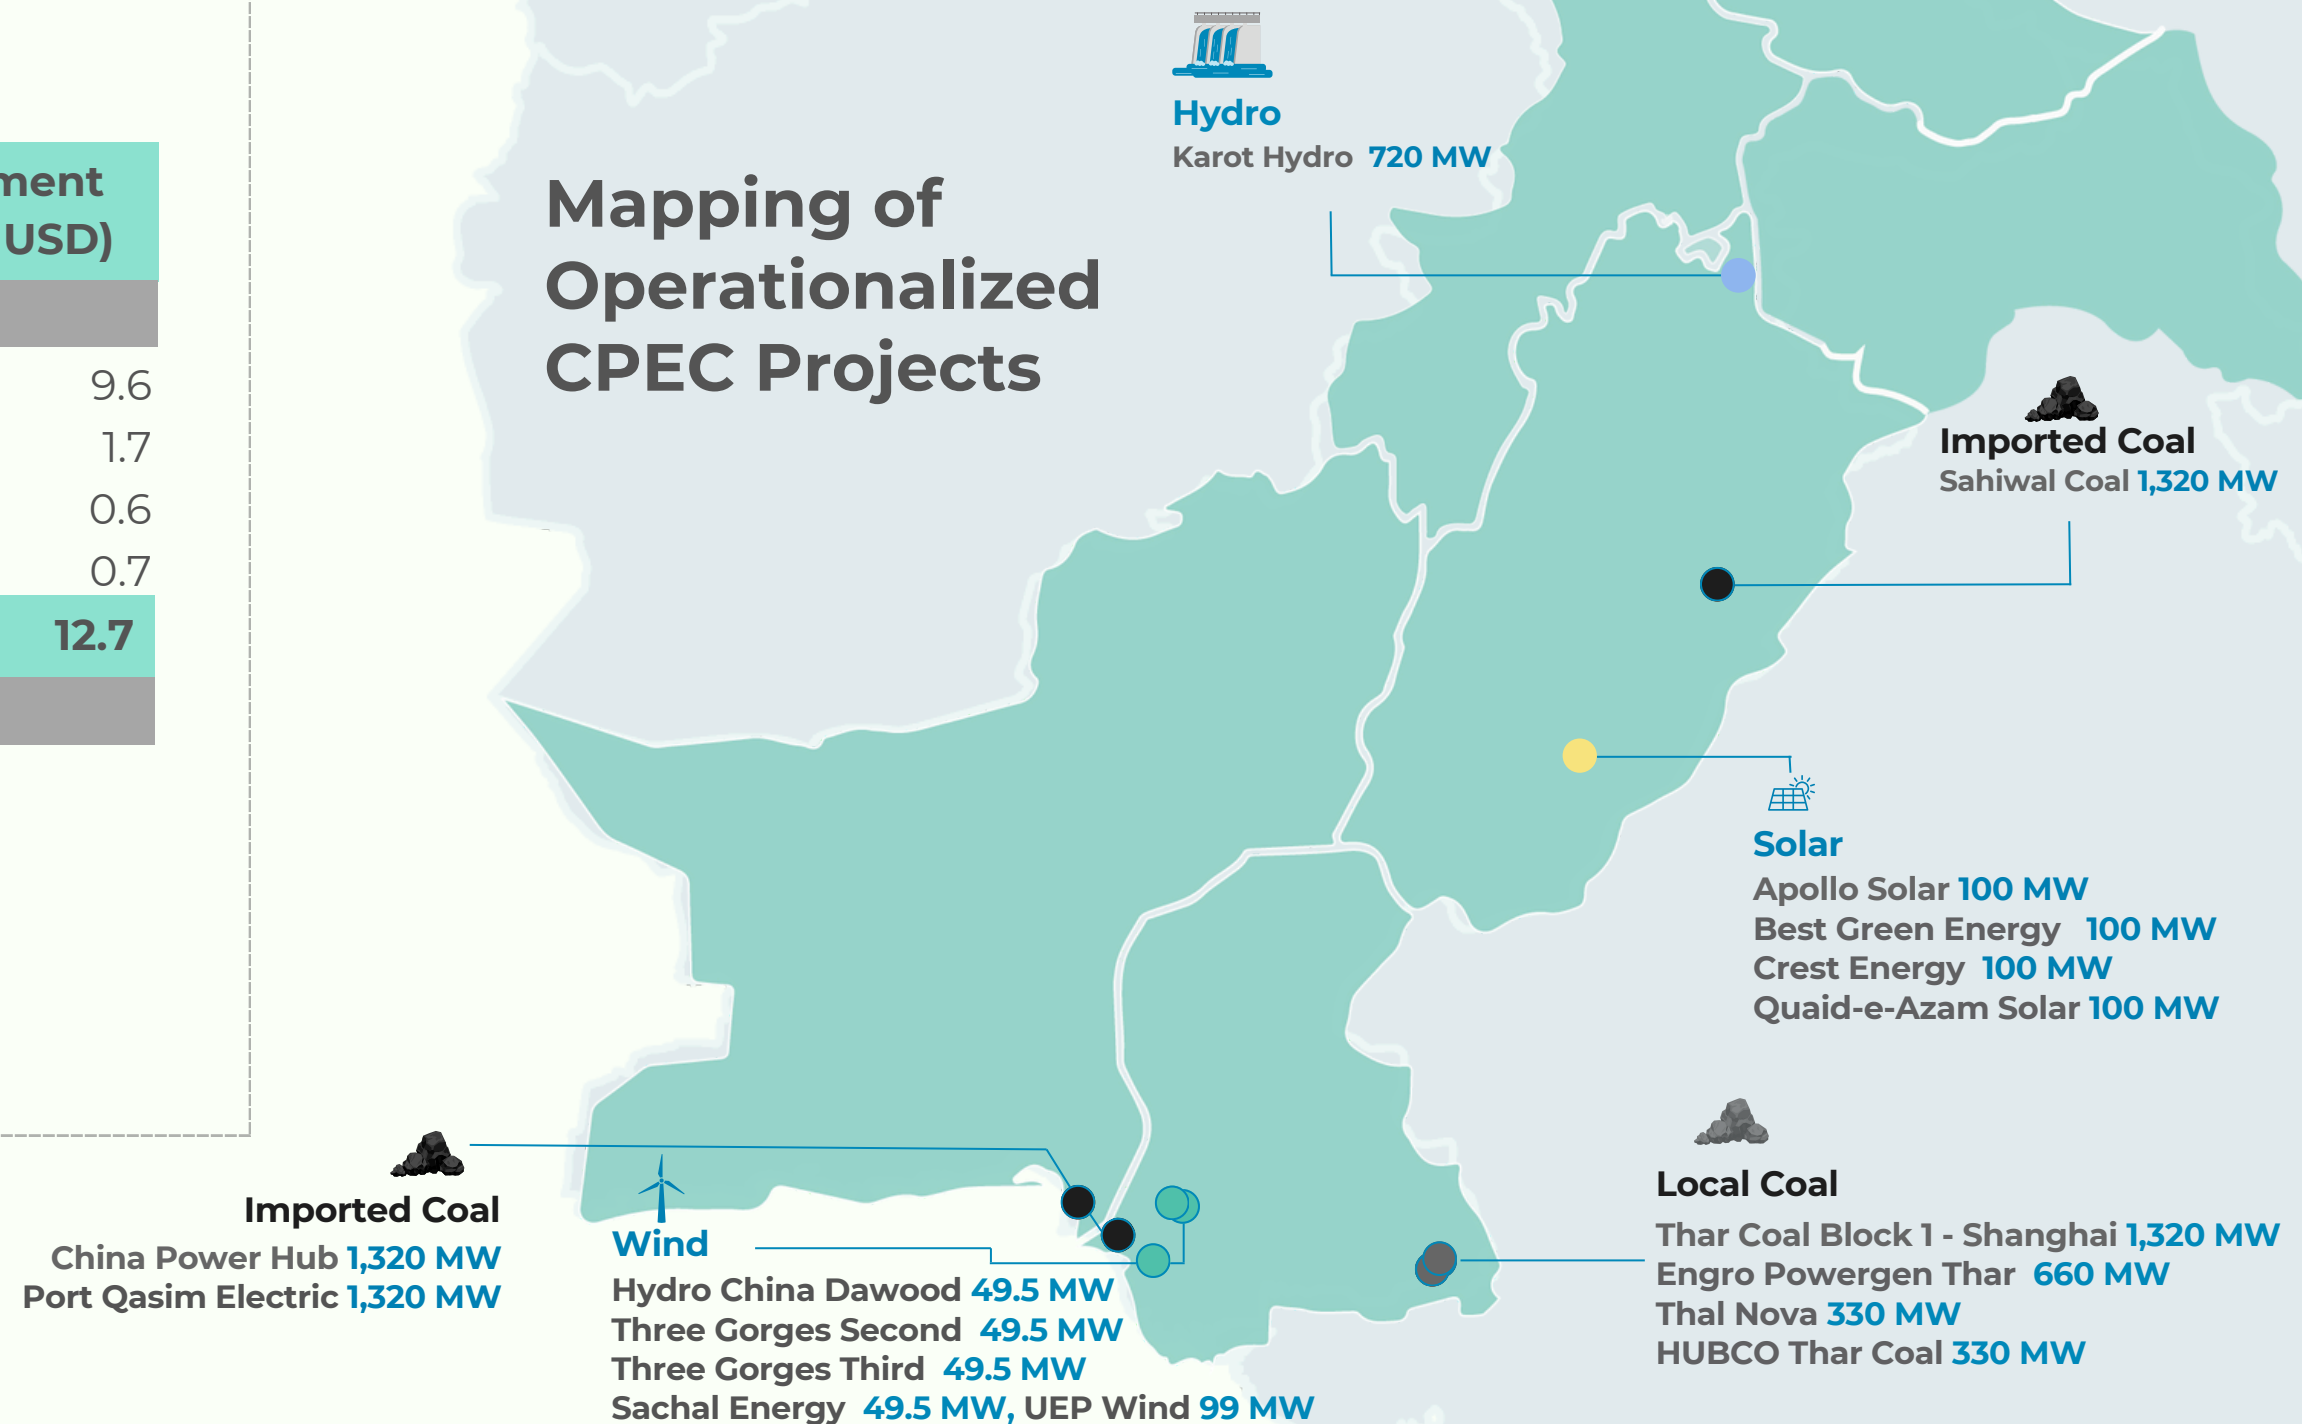 USD)
9.6
1.7
0.6
0.7
12.7
Mapping of
Operationalized
CPEC Projects
Hydro
Karot Hydro 720 MW
Imported Coal
Sahiwal Coal 1,320 MW
Solar
Apollo Solar 100 MW
Best Green Energy 100 MW
Crest Energy 100 MW
Quaid-e-Azam Solar 100 MW
Imported Coal
China Power Hub 1,320 MW
Port Qasim Electric 1,320 MW
Wind
Hydro China Dawood 49.5 MW
Three Gorges Second 49.5 MW
Three Gorges Third 49.5 MW
Sachal Energy 49.5 MW, UEP Wind 99 MW
Local Coal
Thar Coal Block 1 - Shanghai 1,320 MW
Engro Powergen Thar 660 MW
Thal Nova 330 MW
HUBCO Thar Coal 330 MW